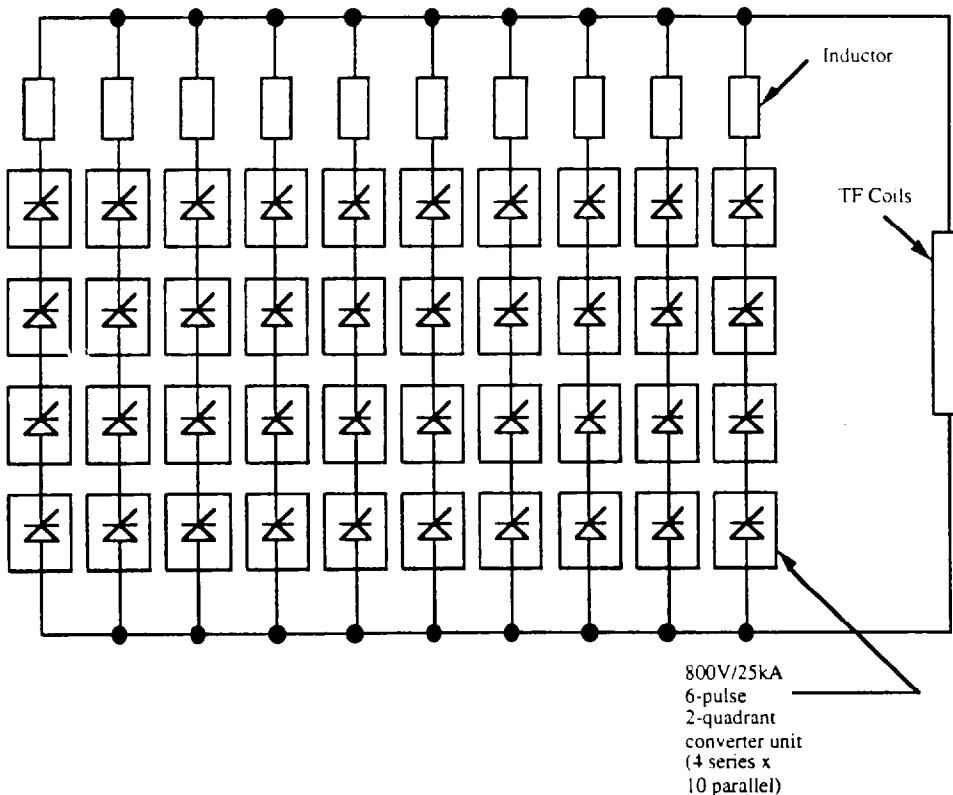 Inductor
TF Coils
800V/25kA
6-pulse
2-quadrant
converter unit
(4 series x
10 parallel)